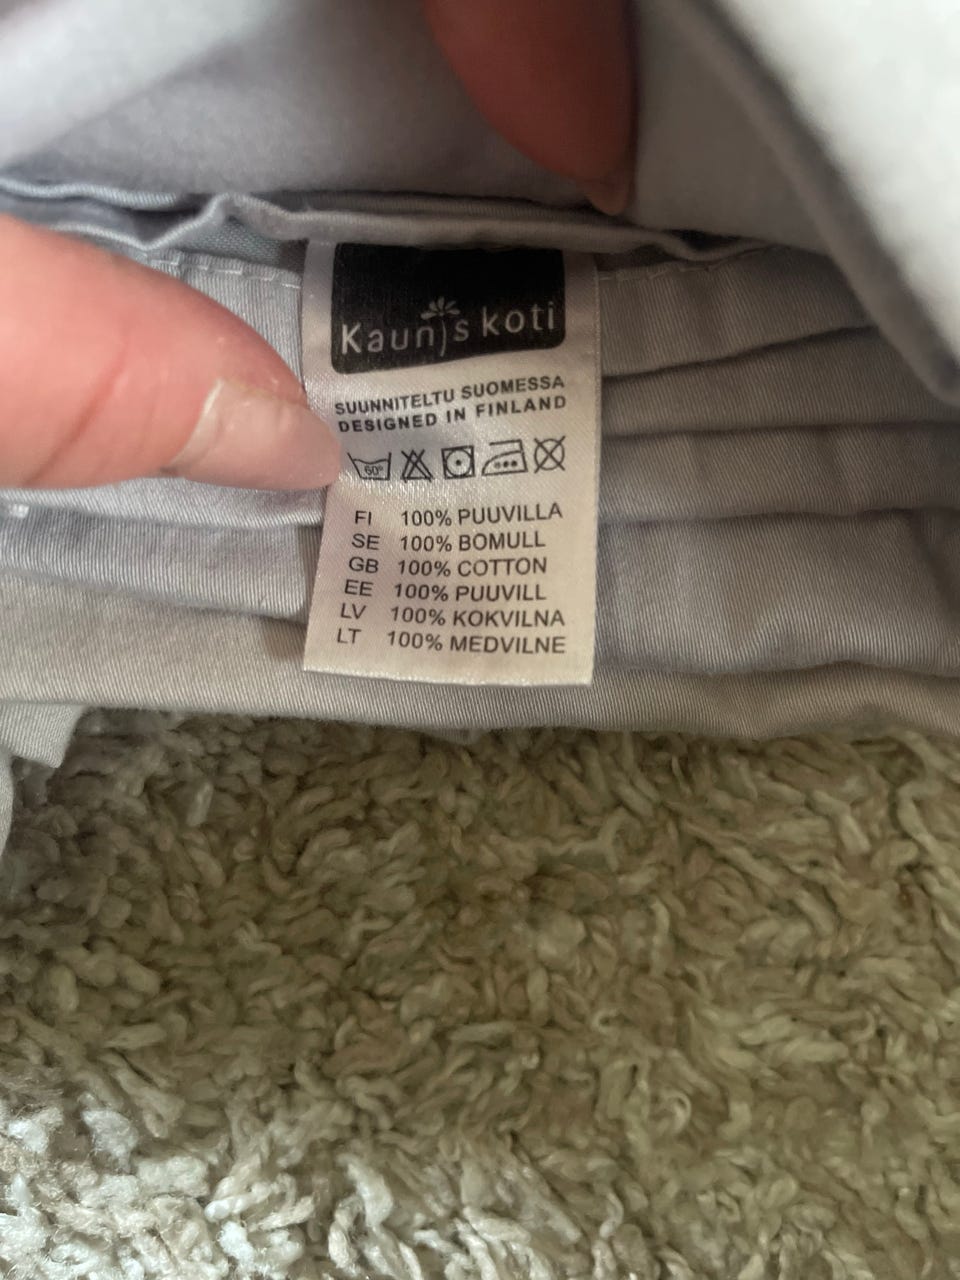 Kaunis koti
SUUNNITELTU SUOMESSA
DESIGNED IN FINLAND
60°
FI 100% PUUVILLA
SE 100% BOMULL
GB 100% COTTON
EE 100% PUUVILL
LV 100% KOKVILNA
LT 100% MEDVILNE